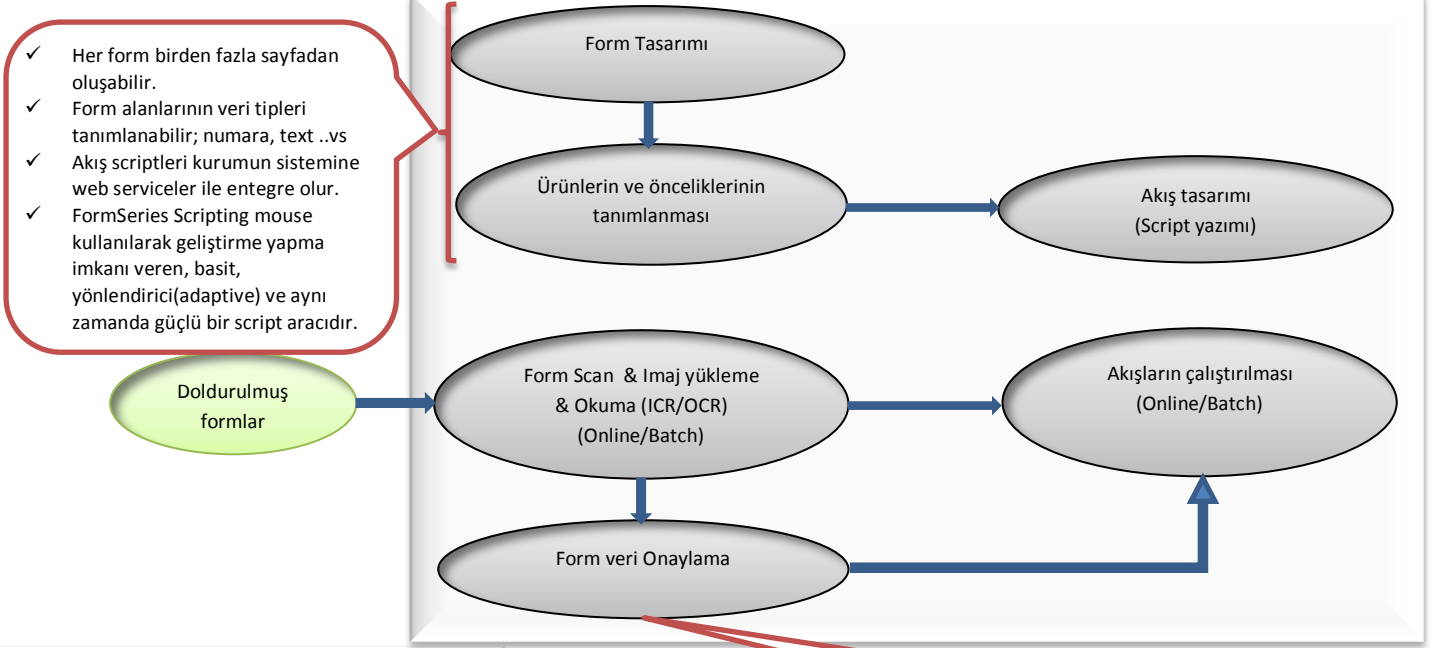 ✓ Her form birden fazla sayfadan
oluşabilir.
✓ Form alanlarının veri tipleri
tanımlanabilir; numara, text ..vs
✓ Akış scriptleri kurumun sistemine
web serviceler ile entegre olur.
✓ FormSeries Scripting mouse
kullanılarak geliştirme yapma
imkanı veren, basit,
yönlendirici(adaptive) ve aynı
zamanda güçlü bir script aracıdır.
Form Tasarımı
Ürünlerin ve önceliklerinin
tanımlanması
Akış tasarımı
(Script yazımı)
Doldurulmuş
formlar
Form Scan & Imaj yükleme
& Okuma (ICR/OCR)
(Online/Batch)
Akışların çalıştırılması
(Online/Batch)
Form veri Onaylama